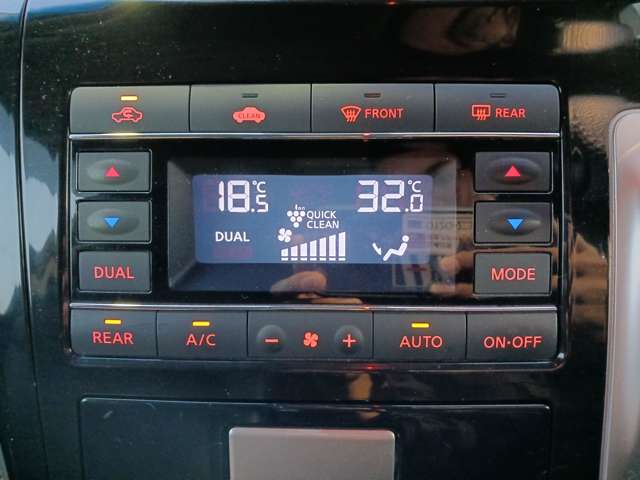 CLEAN
FRONT
REAR
18.5°C
32.0°C
QUICK
CLEAN
DUAL
DUAL
MODE
REAR
A/C
− +
AUTO
ON·OFF